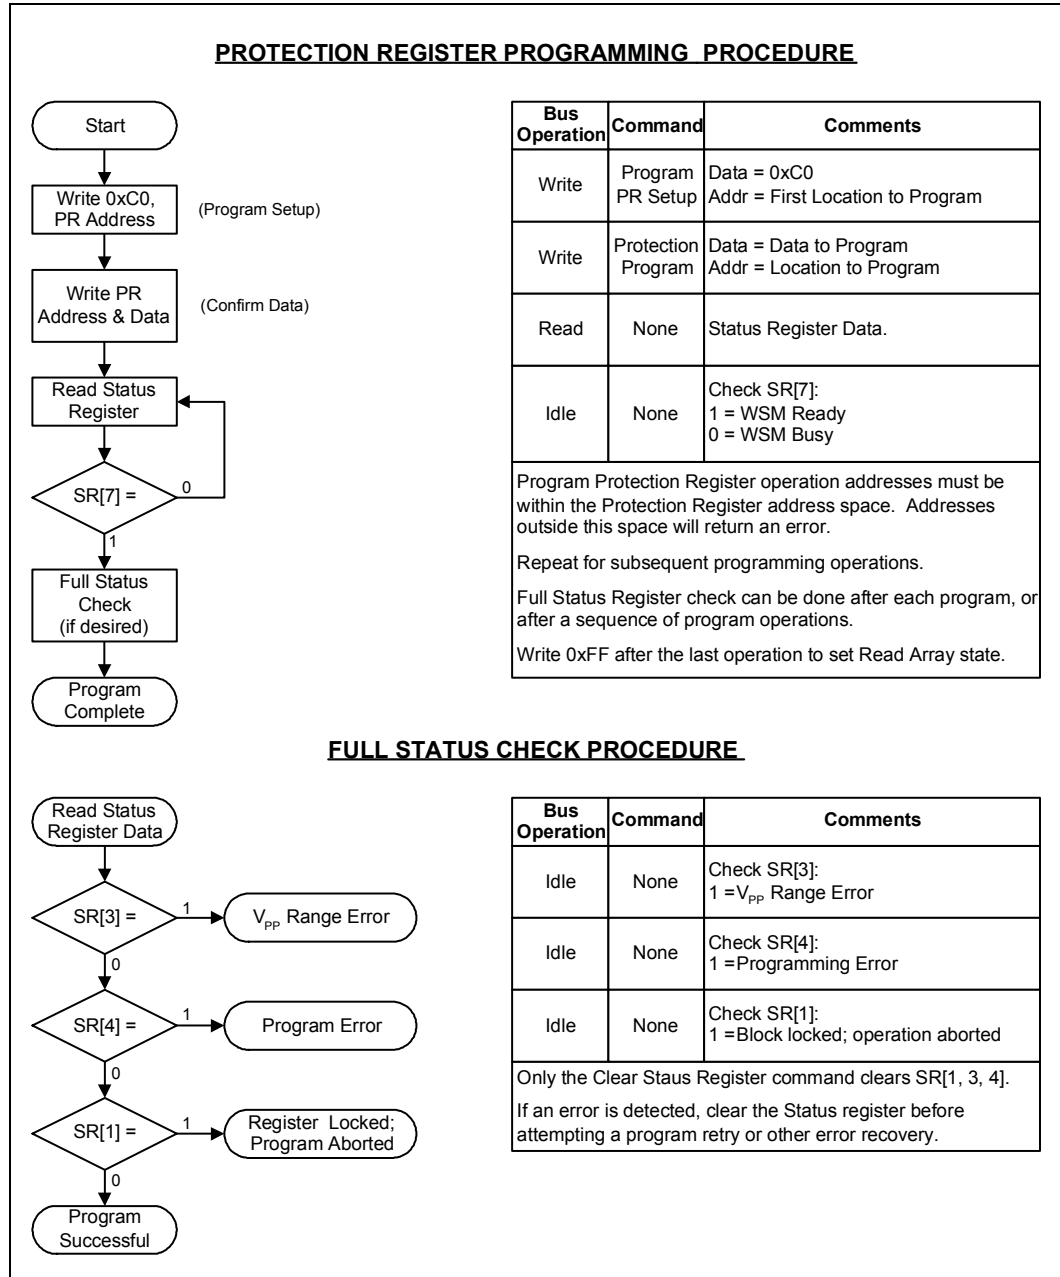 PROTECTION REGISTER PROGRAMMING PROCEDURE
Start
Write 0xC0,
PR Address
(Program Setup)
Write PR
Address & Data
(Confirm Data)
Read Status
Register
SR[7] =
0
1
Full Status
Check
(if desired)
Program
Complete
Bus
Operation
Command
Comments
Write
Program
PR Setup
Data = 0xC0
Addr = First Location to Program
Write
Protection
Program
Data = Data to Program
Addr = Location to Program
Read
None
Status Register Data.
Idle
None
Check SR[7]:
1 = WSM Ready
0 = WSM Busy
Program Protection Register operation addresses must be
within the Protection Register address space. Addresses
outside this space will return an error.
Repeat for subsequent programming operations.
Full Status Register check can be done after each program, or
after a sequence of program operations.
Write 0xFF after the last operation to set Read Array state.
FULL STATUS CHECK PROCEDURE
Read Status
Register Data
SR[3] =
1
VPP Range Error
0
SR[4] =
1
Program Error
0
SR[1] =
1
Register Locked;
Program Aborted
0
Program
Successful
Bus
Operation
Command
Comments
Idle
None
Check SR[3]:
1 =VPP Range Error
Idle
None
Check SR[4]:
1 =Programming Error
Idle
None
Check SR[1]:
1 =Block locked; operation aborted
Only the Clear Staus Register command clears SR[1, 3, 4].
If an error is detected, clear the Status register before
attempting a program retry or other error recovery.